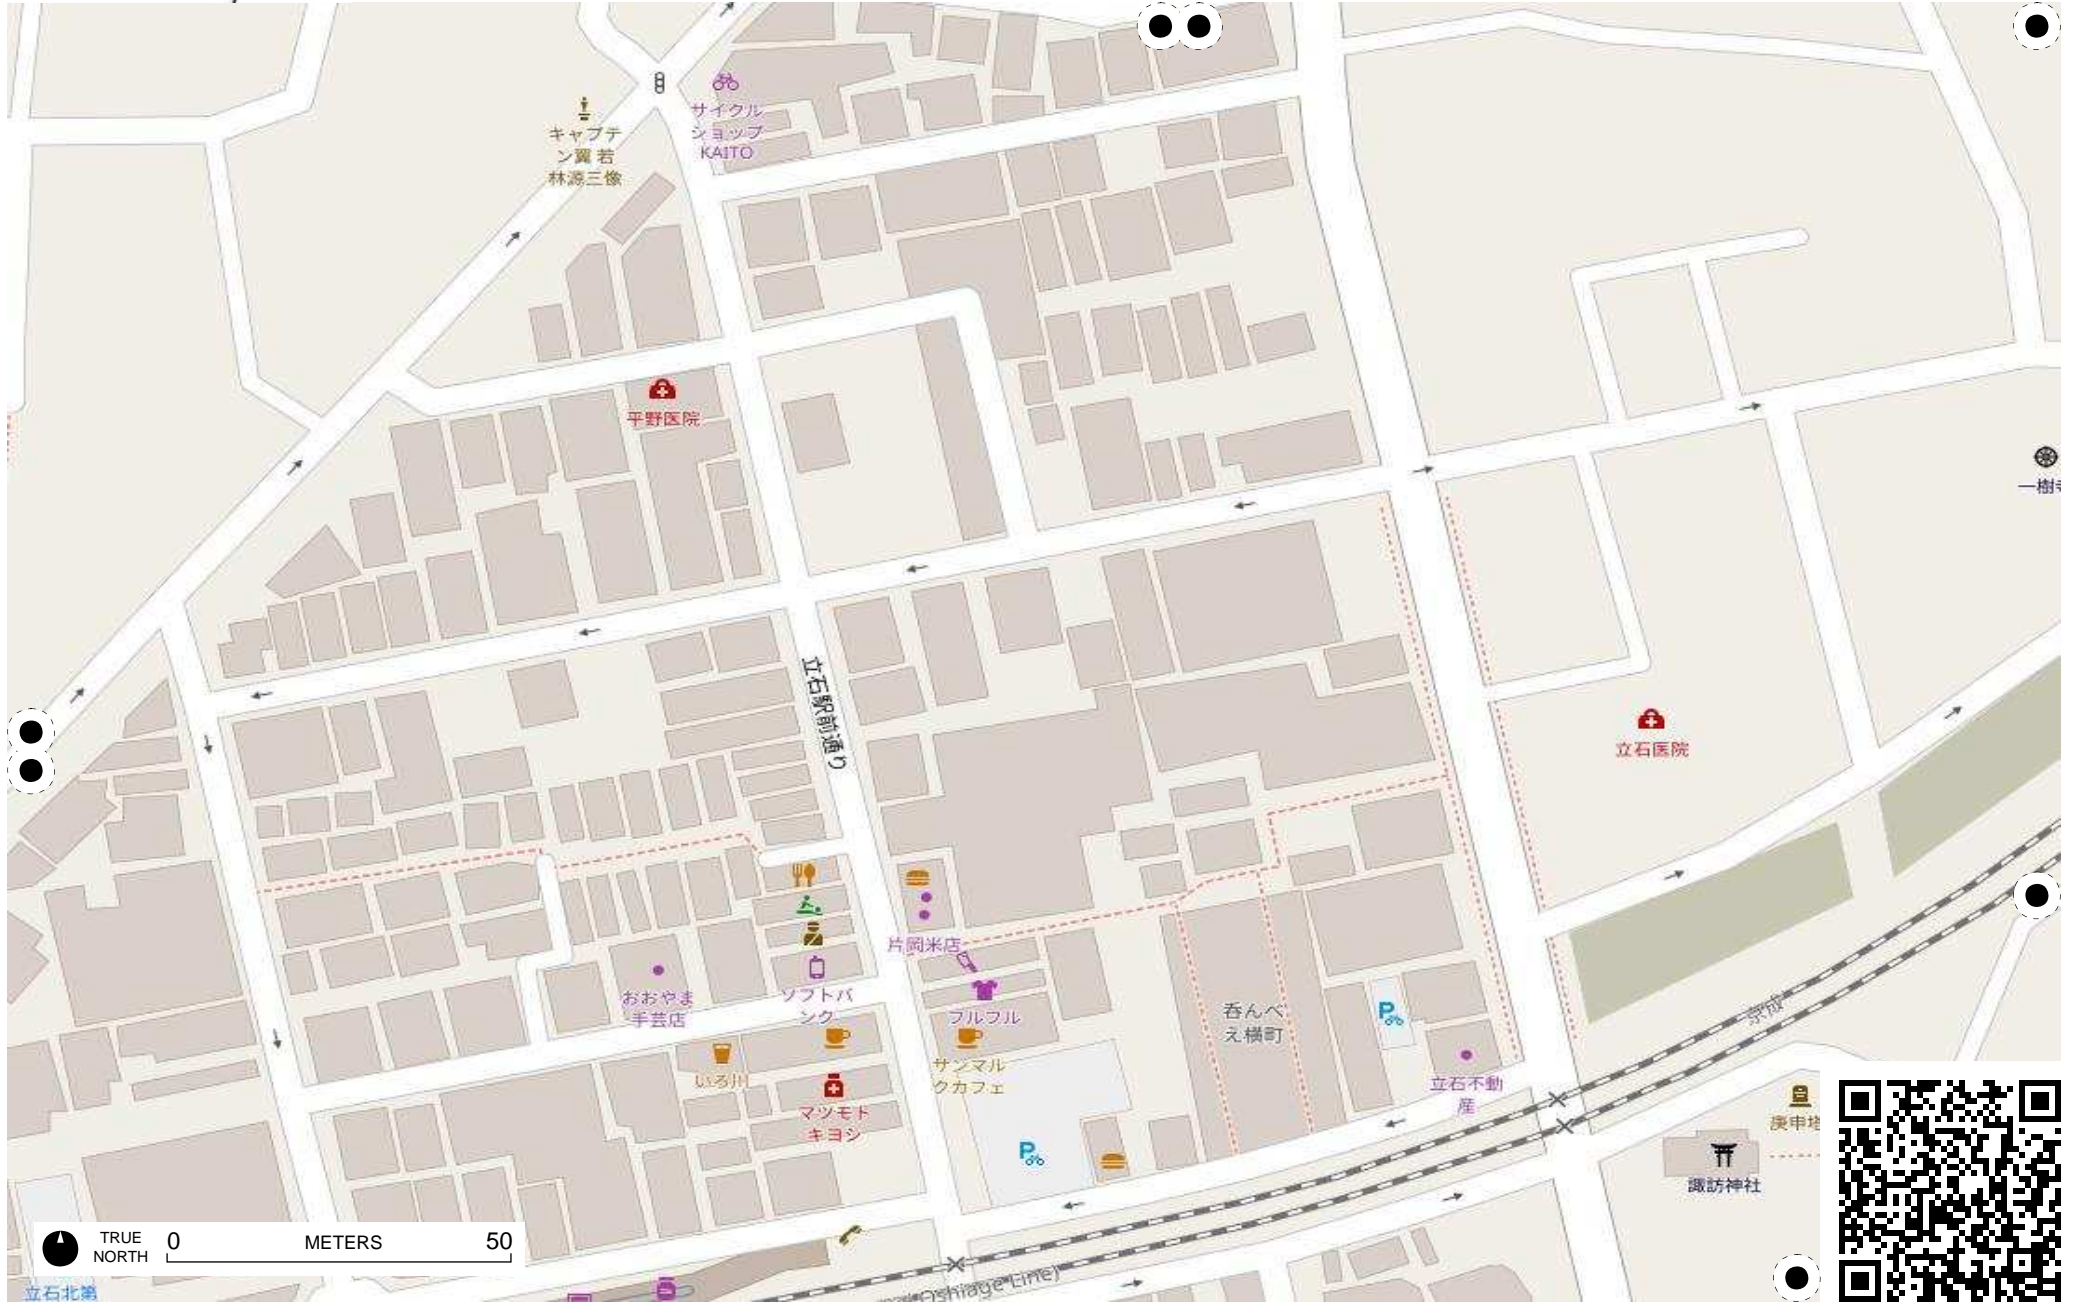 サイクル
ショップ
KAITO
キャプテ
ン翼 若
林源三像
平野医院
一樹寺
立石駅前通り
立石医院
片岡米店
おおやま
手芸店
ソフトバ
ンク
フルフル
呑んべ
え横町
京成
いろ川
サンマル
クカフェ
マツモト
キヨシ
立石不動
産
庚申塔
諏訪神社
P
P
TRUE
NORTH
0
METERS
50
立石北第
Oshiage Line)